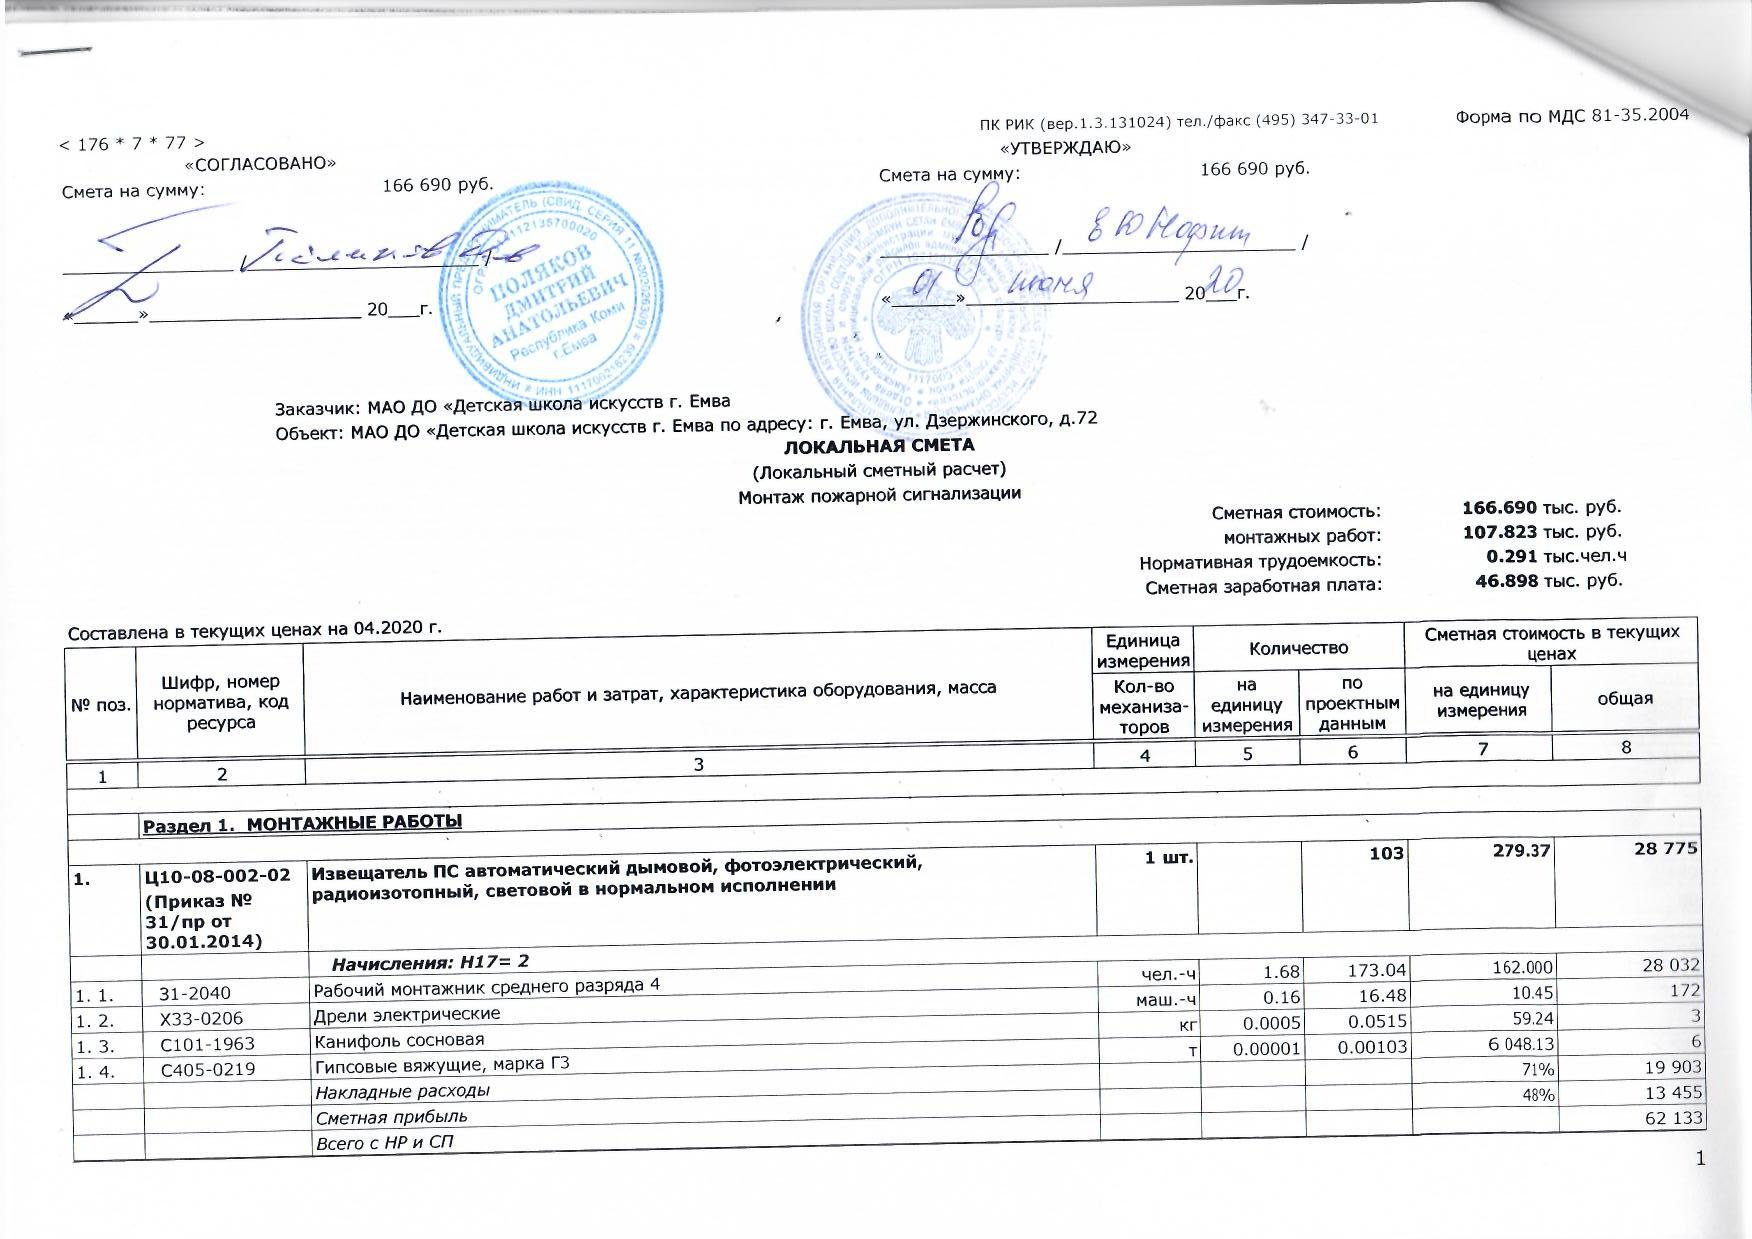 < 176 * 7 * 77 >
ПК РИК (вер.1.3.131024) тел./факс (495) 347-33-01
Форма по МДС 81-35.2004
«СОГЛАСОВАНО»
«УТВЕРЖДАЮ»
Смета на сумму: 166 690 руб.
Смета на сумму: 166 690 руб.
/ /
«___»___ 20___г.
« 01 » июня 2020 г.
ПОЛЯКОВ
ДМИТРИЙ
АНАТОЛЬЕВИЧ
Республика Коми
г.Емва
Заказчик: МАО ДО «Детская школа искусств г. Емва
Объект: МАО ДО «Детская школа искусств г. Емва по адресу: г. Емва, ул. Дзержинского, д.72
ЛОКАЛЬНАЯ СМЕТА
(Локальный сметный расчет)
Монтаж пожарной сигнализации
Сметная стоимость: 166.690 тыс. руб.
монтажных работ: 107.823 тыс. руб.
Нормативная трудоемкость: 0.291 тыс.чел.ч
Сметная заработная плата: 46.898 тыс. руб.
Составлена в текущих ценах на 04.2020 г.
№ поз.
Шифр, номер
норматива, код
ресурса
Наименование работ и затрат, характеристика оборудования, масса
Единица
измерения
Кол-во
механиза-
торов
Количество
на
единицу
измерения
по
проектным
данным
Сметная стоимость в текущих
ценах
на единицу
измерения
общая
1 2 3 4 5 6 7 8
Раздел 1. МОНТАЖНЫЕ РАБОТЫ
1. Ц10-08-002-02 Извещатель ПС автоматический дымовой, фотоэлектрический, 1 шт. 103 279.37 28 775
(Приказ № радиоизотопный, световой в нормальном исполнении
31/пр от
30.01.2014)
Начисления: Н17= 2
1. 1. 31-2040 Рабочий монтажник среднего разряда 4 чел.-ч 1.68 173.04 162.000 28 032
1. 2. Х33-0206 Дрели электрические маш.-ч 0.16 16.48 10.45 172
1. 3. С101-1963 Канифоль сосновая кг 0.0005 0.0515 59.24 3
1. 4. С405-0219 Гипсовые вяжущие, марка Г3 т 0.00001 0.00103 6 048.13 6
Накладные расходы 71% 19 903
Сметная прибыль 48% 13 455
Всего с НР и СП 62 133
1